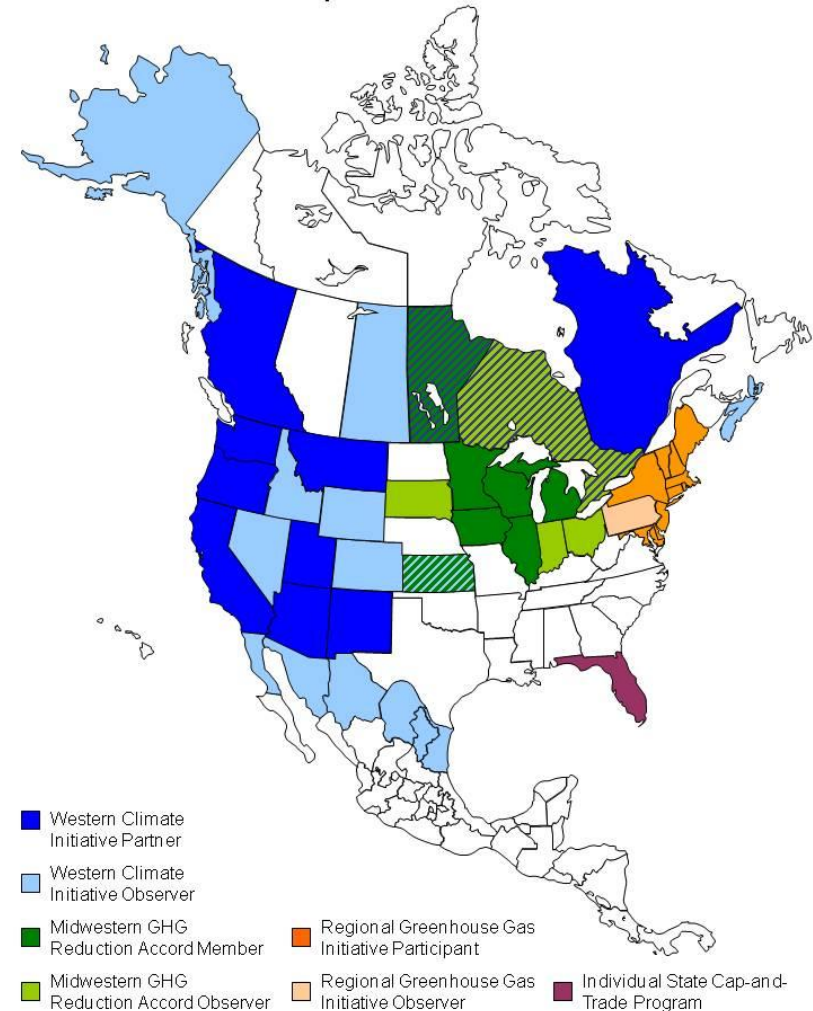 Western Climate
Initiative Partner
Western Climate
Initiative Observer
Midwestern GHG
Reduction Accord Member
Regional Greenhouse Gas
Initiative Participant
Midwestern GHG
Reduction Accord Observer
Regional Greenhouse Gas
Initiative Observer
Individual State Cap-and-
Trade Program